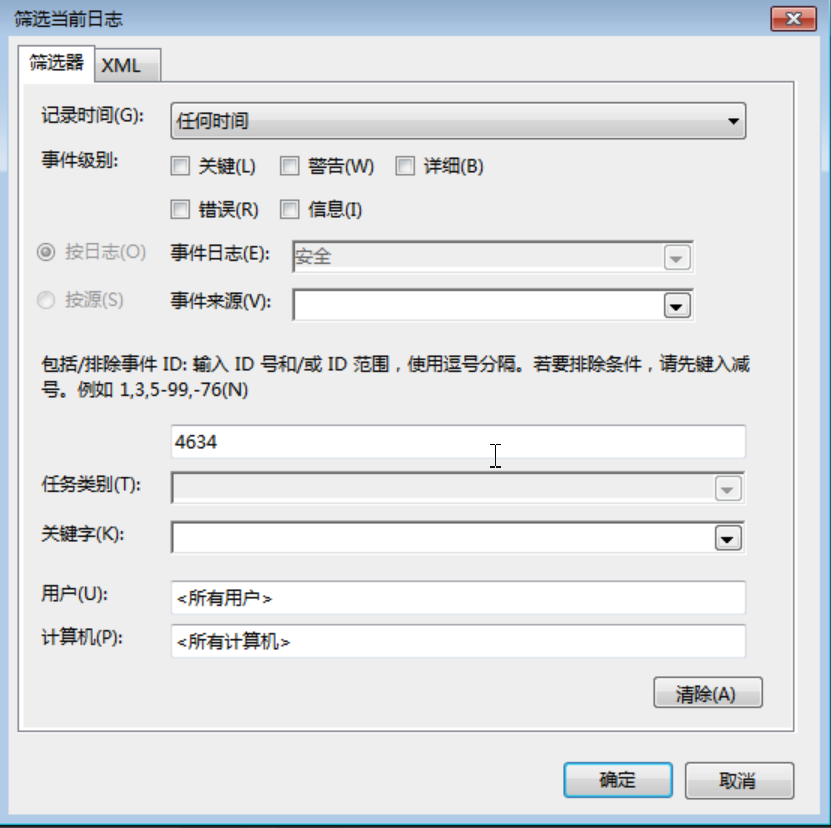 筛选当前日志
筛选器 XML
记录时间(G): 任何时间
事件级别: 关键(L) 警告(W) 详细(B)
错误(R) 信息(I)
按日志(O) 事件日志(E): 安全
按源(S) 事件来源(V):
包括/排除事件 ID: 输入 ID 号和/或 ID 范围，使用逗号分隔。若要排除条件，请先键入减
号。例如 1,3,5-99,-76(N)
4634
任务类别(T):
关键字(K):
用户(U): <所有用户>
计算机(P): <所有计算机>
清除(A)
确定 取消